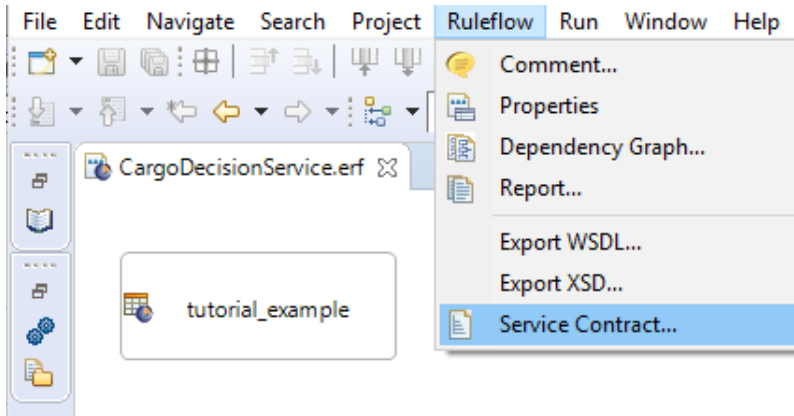 File Edit Navigate Search Project Ruleflow Run Window Help
Comment...
Properties
Dependency Graph...
Report...
Export WSDL...
Export XSD...
Service Contract...
CargoDecisionService.erf
tutorial_example